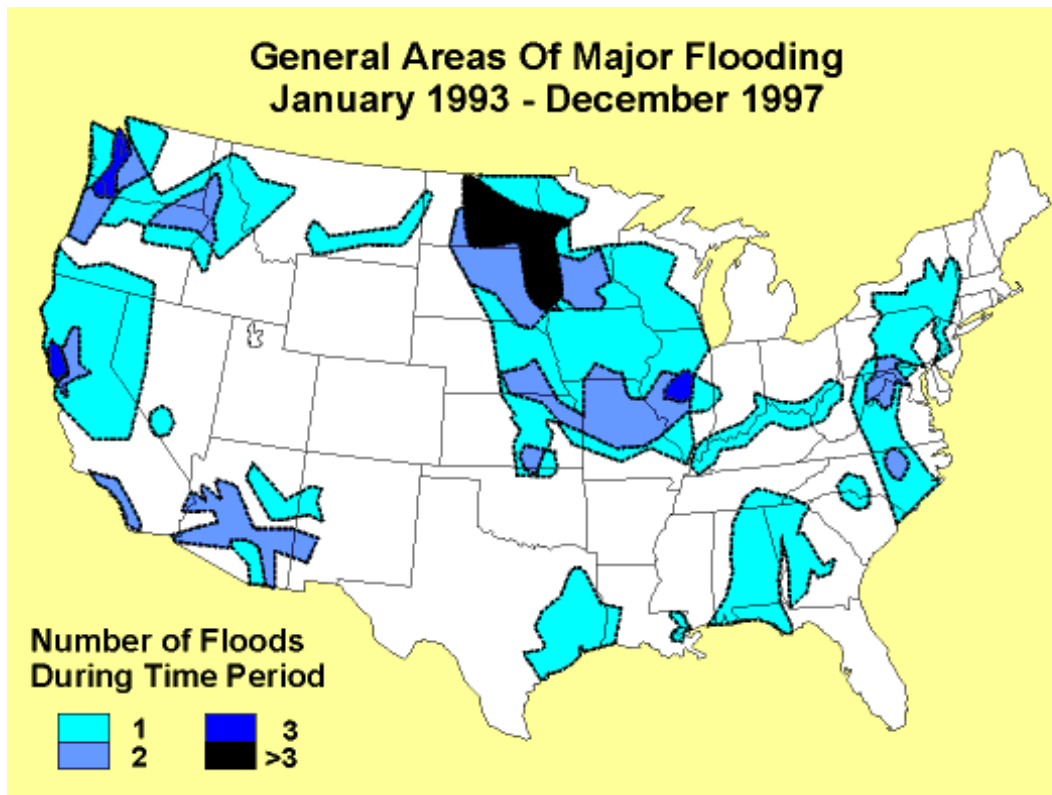 General Areas Of Major Flooding
January 1993 - December 1997
Number of Floods
During Time Period
1
2
3
>3